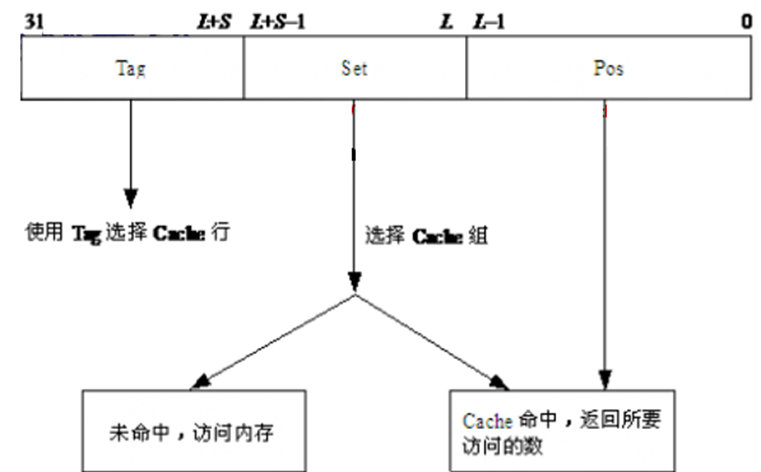 31 L+S L+S–1 L L–1 0
Tag Set Pos
使用 Tag 选择 Cache 行
选择 Cache 组
未命中，访问内存
Cache 命中，返回所要
访问的数